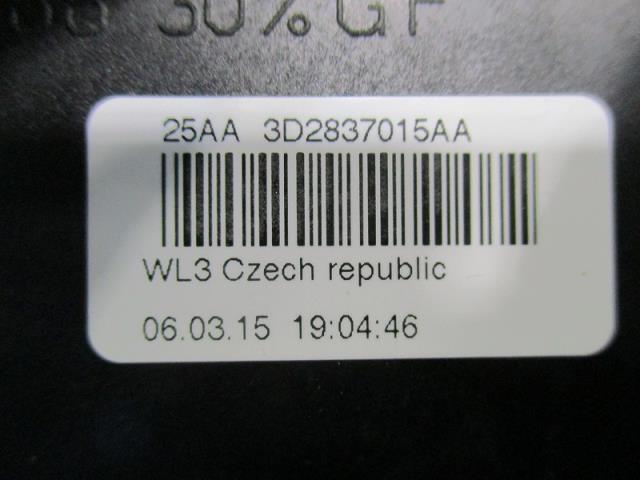 30%GF
25AA 3D2837015AA
WL3 Czech republic
06.03.15 19:04:46